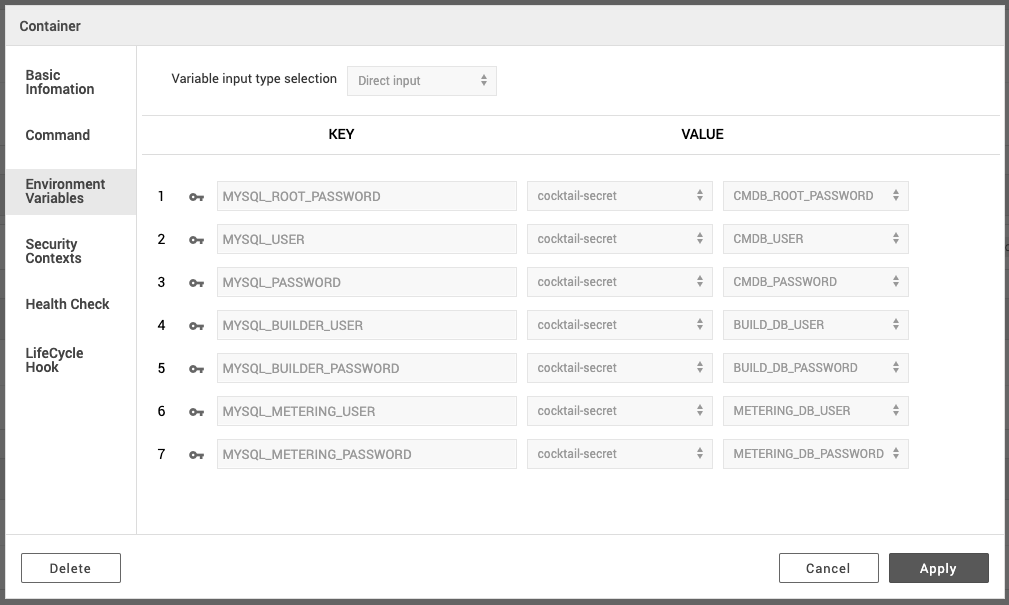 Container
Basic
Infomation
Command
Environment
Variables
Security
Contexts
Health Check
LifeCycle
Hook
Variable input type selection Direct input
KEY VALUE
1 MYSQL_ROOT_PASSWORD cocktail-secret CMDB_ROOT_PASSWORD
2 MYSQL_USER cocktail-secret CMDB_USER
3 MYSQL_PASSWORD cocktail-secret CMDB_PASSWORD
4 MYSQL_BUILDER_USER cocktail-secret BUILD_DB_USER
5 MYSQL_BUILDER_PASSWORD cocktail-secret BUILD_DB_PASSWORD
6 MYSQL_METERING_USER cocktail-secret METERING_DB_USER
7 MYSQL_METERING_PASSWORD cocktail-secret METERING_DB_PASSWORD
Delete Cancel Apply